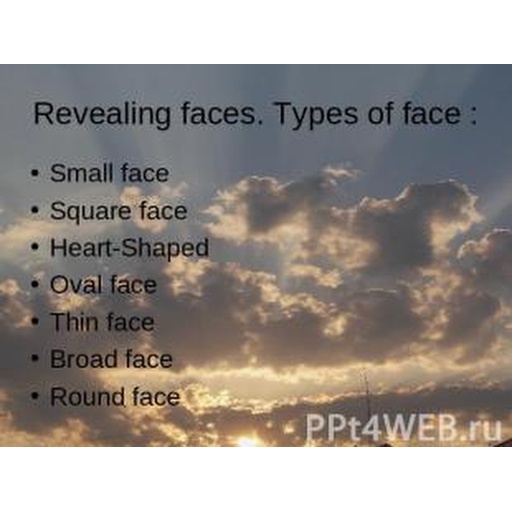 Revealing faces. Types of face :
• Small face
• Square face
• Heart-Shaped
• Oval face
• Thin face
• Broad face
• Round face
PPt4WEB.ru